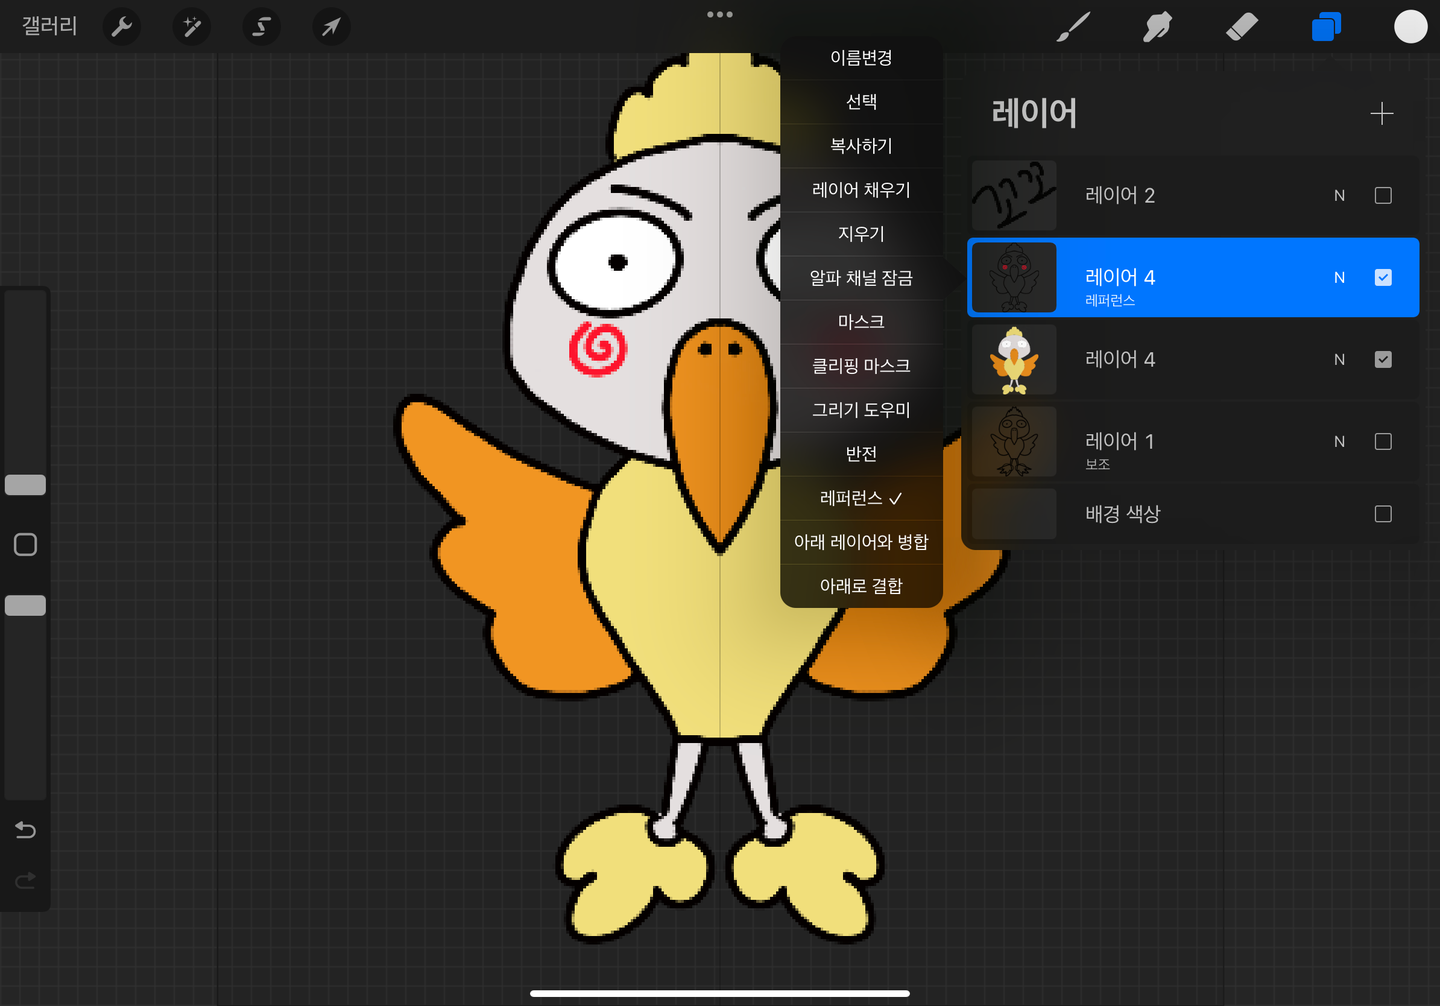 갤러리
이름변경
선택
복사하기
레이어 채우기
지우기
알파 채널 잠금
마스크
클리핑 마스크
그리기 도우미
반전
레퍼런스 ✓
아래 레이어와 병합
아래로 결합
레이어
꼬꼬
레이어 2 N
레이어 4 N
레퍼런스
레이어 4 N
레이어 1 N
보조
배경 색상